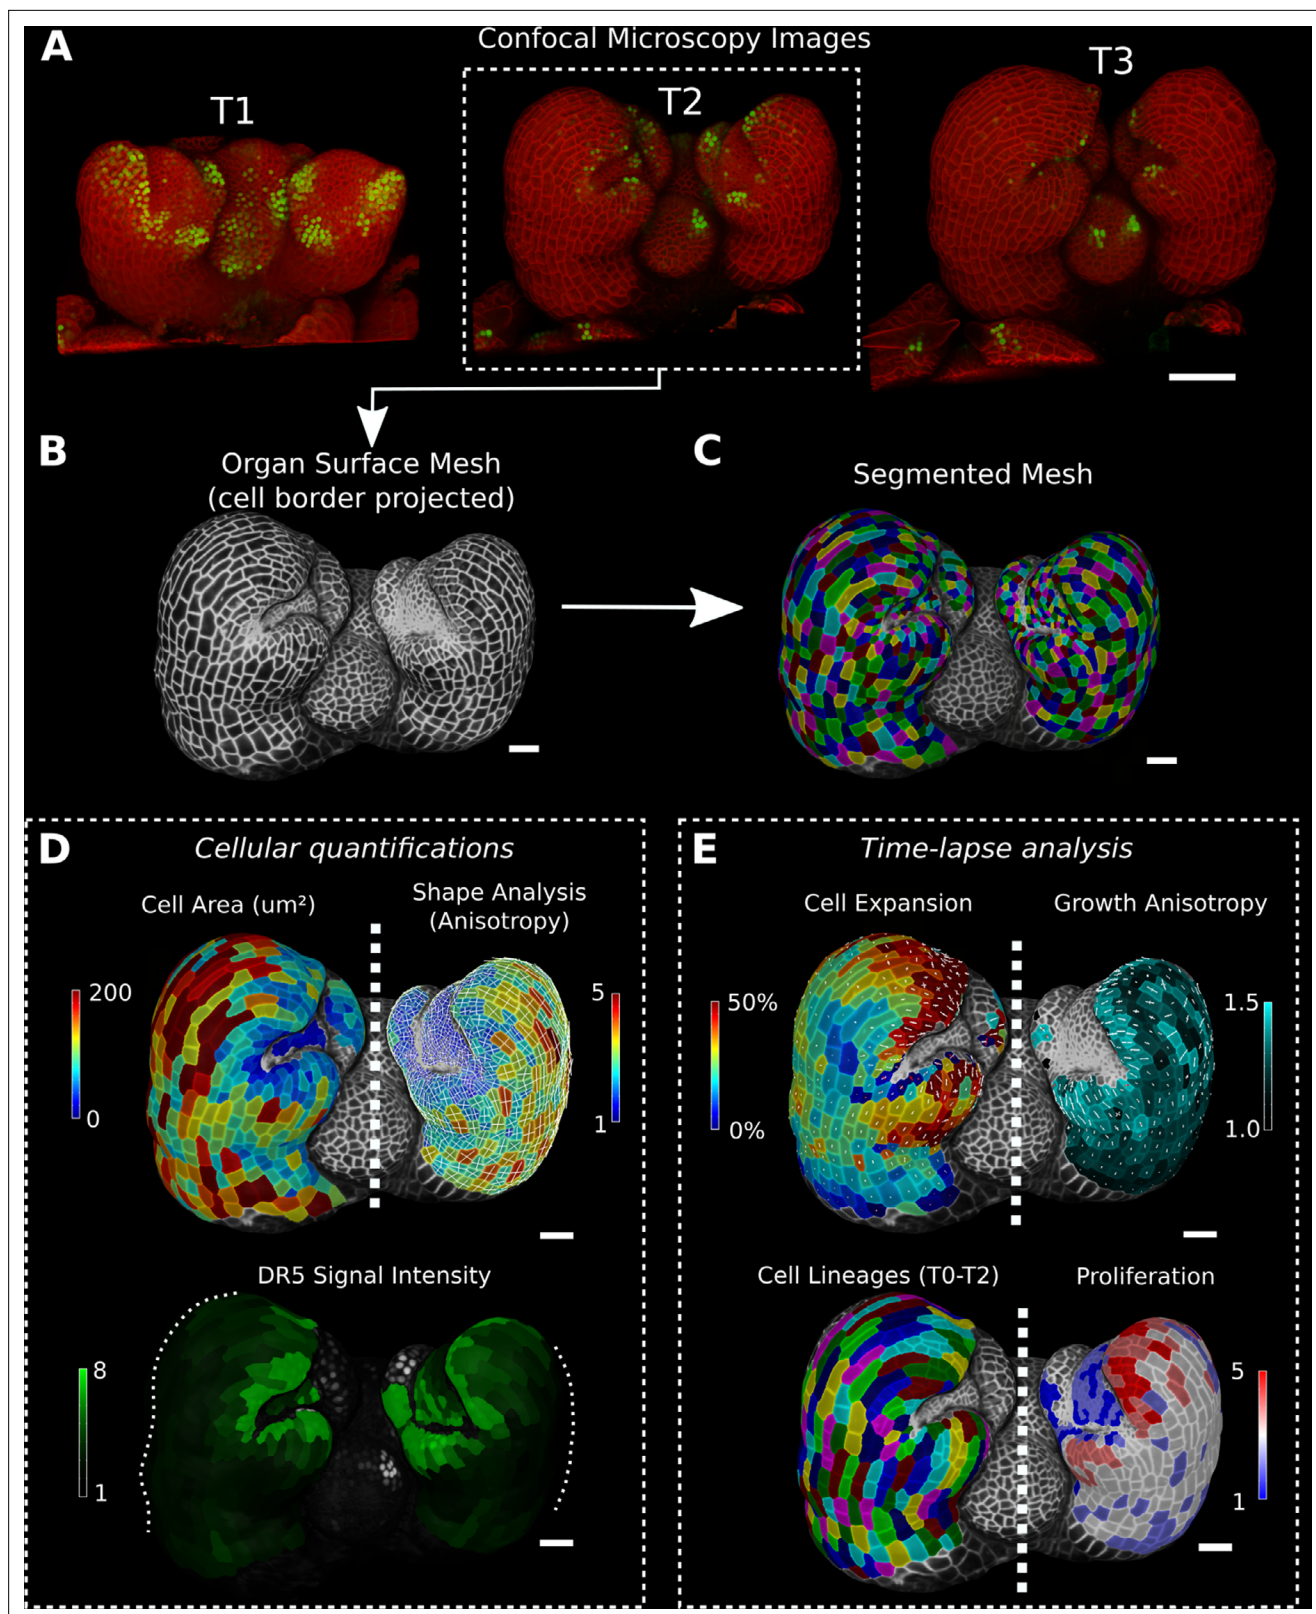 A
Confocal Microscopy Images
T1
T2
T3
B
Organ Surface Mesh
(cell border projected)
C
Segmented Mesh
D
Cellular quantifications
Cell Area (um²)
Shape Analysis
(Anisotropy)
200
0
5
1
DR5 Signal Intensity
8
1
E
Time-lapse analysis
Cell Expansion
Growth Anisotropy
50%
0%
1.5
1.0
Cell Lineages (T0-T2)
Proliferation
5
1